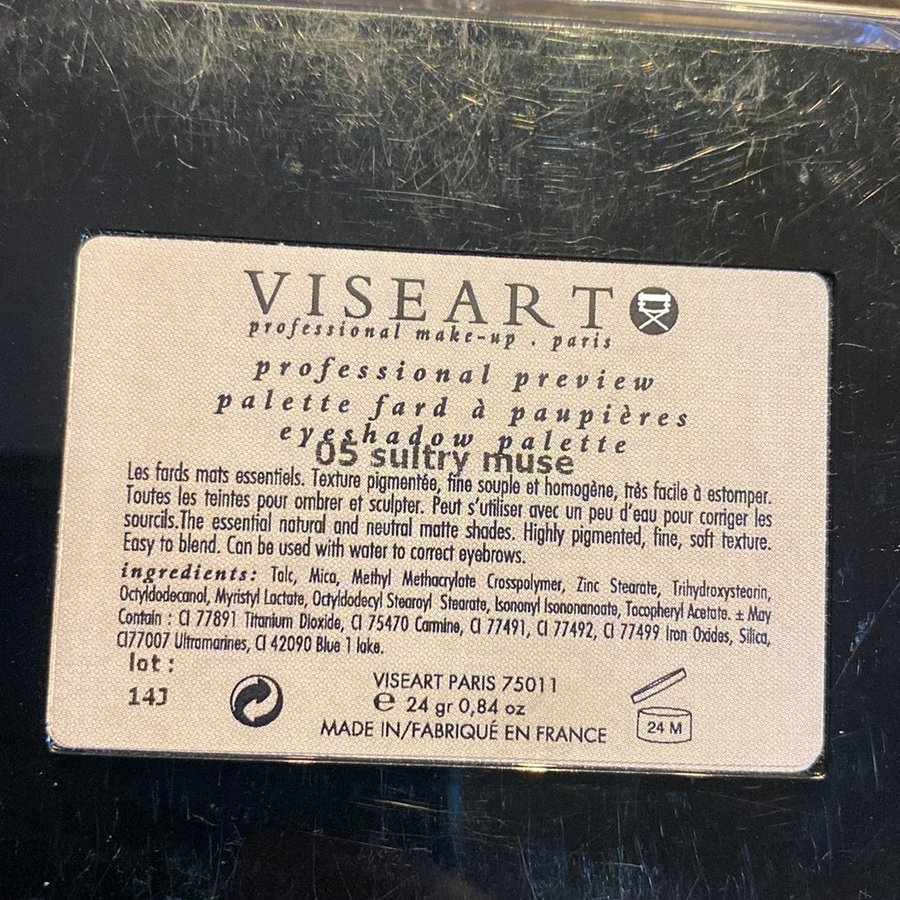 VISEART
professional make-up . paris
professional preview
palette fard à paupières
eyeshadow palette
05 sultry muse
Les fards mats essentiels. Texture pigmentée, fine souple et homogène, très facile à estomper.
Toutes les teintes pour ombrer et sculpter. Peut s'utiliser avec un peu d'eau pour corriger les
sourcils.The essential natural and neutral matte shades. Highly pigmented, fine, soft texture.
Easy to blend. Can be used with water to correct eyebrows.
ingredients: Talc, Mica, Methyl Methacrylate Crosspolymer, Zinc Stearate, Trihydroxystearin,
Octyldodecanol, Myristyl Lactate, Octyldodecyl Stearoyl Stearate, Isononyl Isononanoate, Tocopheryl Acetate. ± May
Contain : CI 77891 Titanium Dioxide, CI 75470 Carmine, CI 77491, CI 77492, CI 77499 Iron Oxides, Silica,
CI77007 Ultramarines, CI 42090 Blue 1 lake.
lot :
14J
VISEART PARIS 75011
e 24 gr 0,84 oz
MADE IN/FABRIQUÉ EN FRANCE
24 M